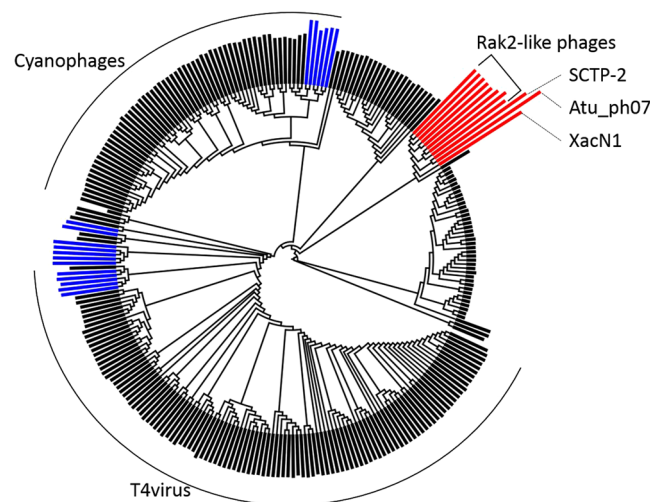 Rak2-like phages
Cyanophages
SCTP-2
Atu_ph07
XacN1
T4virus